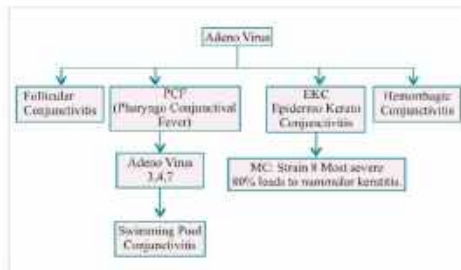 Adeno Virus
Follicular
Conjunctivitis
PCF
(Pharyngo Conjunctival
Fever)
EKC
Epidermo Kerato
Conjunctivitis
Hemorrhagic
Conjunctivitis
Adeno Virus
3,4,7
MC: Strain 8 Most severe
80% leads to nummular keratitis.
Swimming Pool
Conjunctivitis